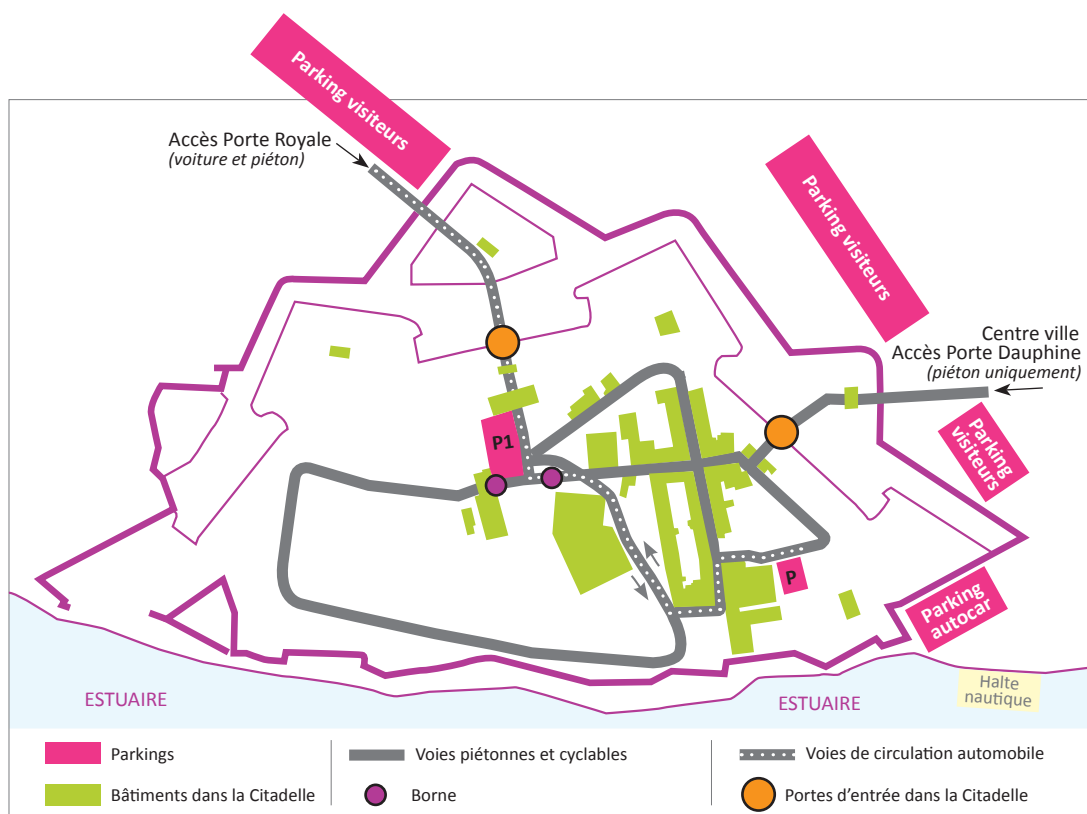 Parking visiteurs
Accès Porte Royale
(voiture et piéton)
Parking visiteurs
Centre ville
Accès Porte Dauphine
(piéton uniquement)
Parking
visiteurs
P1
P
Parking
autocar
Halte
nautique
ESTUAIRE
ESTUAIRE
Parkings
Voies piétonnes et cyclables
Voies de circulation automobile
Bâtiments dans la Citadelle
Borne
Portes d'entrée dans la Citadelle